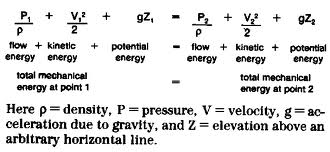 P₁/ρ + V₁²/2 + gZ₁ = P₂/ρ + V₂²/2 + gZ₂
flow + kinetic + potential = flow + kinetic + potential
energy energy energy energy energy energy
total mechanical = total mechanical
energy at point 1 energy at point 2
Here ρ=density, P=pressure, V=velocity, g=ac-
celeration due to gravity, and Z=elevation above an
arbitrary horizontal line.